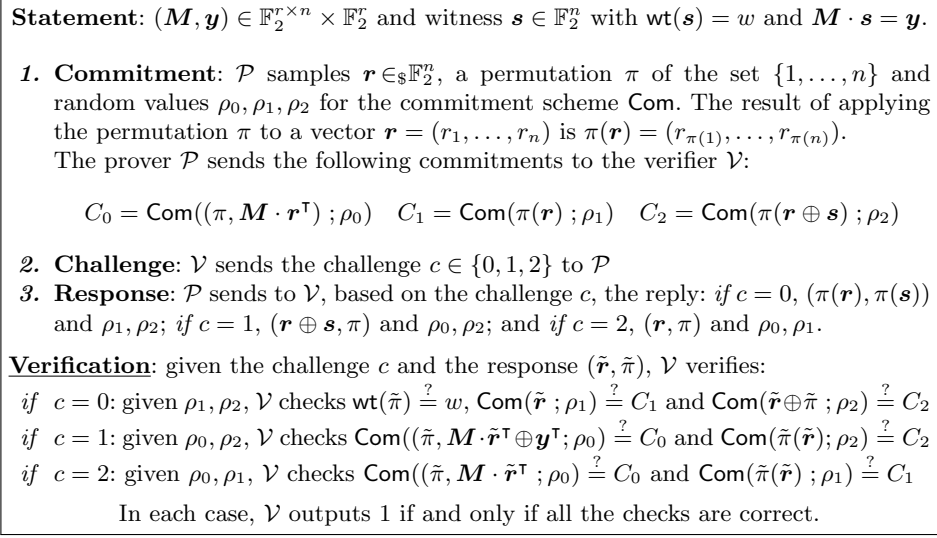 Statement: (M, y) ∈ 𝔽₂^{r×n} × 𝔽₂^r and witness s ∈ 𝔽₂^n with wt(s) = w and M · s = y.
1. Commitment: 𝒫 samples r ∈_$ 𝔽₂^n, a permutation π of the set {1, . . . , n} and
random values ρ₀, ρ₁, ρ₂ for the commitment scheme Com. The result of applying
the permutation π to a vector r = (r₁, . . . , rₙ) is π(r) = (r_{π(1)}, . . . , r_{π(n)}).
The prover 𝒫 sends the following commitments to the verifier 𝒱:
C₀ = Com((π, M · r^⊺) ; ρ₀) C₁ = Com(π(r) ; ρ₁) C₂ = Com(π(r ⊕ s) ; ρ₂)
2. Challenge: 𝒱 sends the challenge c ∈ {0, 1, 2} to 𝒫
3. Response: 𝒫 sends to 𝒱, based on the challenge c, the reply: if c = 0, (π(r), π(s))
and ρ₁, ρ₂; if c = 1, (r ⊕ s, π) and ρ₀, ρ₂; and if c = 2, (r, π) and ρ₀, ρ₁.
Verification: given the challenge c and the response (r̃, π̃), 𝒱 verifies:
if c = 0: given ρ₁, ρ₂, 𝒱 checks wt(π̃) ≟ w, Com(r̃ ; ρ₁) ≟ C₁ and Com(r̃⊕π̃ ; ρ₂) ≟ C₂
if c = 1: given ρ₀, ρ₂, 𝒱 checks Com((π̃, M·r̃^⊺⊕y^⊺; ρ₀) ≟ C₀ and Com(π̃(r̃); ρ₂) ≟ C₂
if c = 2: given ρ₀, ρ₁, 𝒱 checks Com((π̃, M · r̃^⊺ ; ρ₀) ≟ C₀ and Com(π̃(r̃) ; ρ₁) ≟ C₁
In each case, 𝒱 outputs 1 if and only if all the checks are correct.